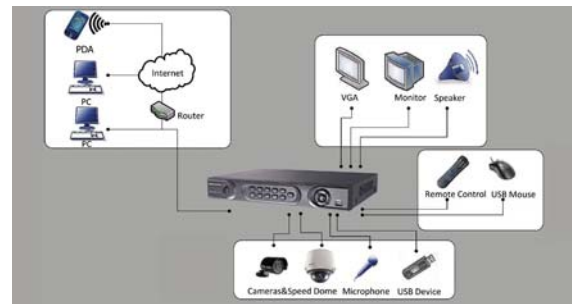 PDA
Internet
PC
Router
PC
VGA Monitor Speaker
Remote Control USB Mouse
Cameras&Speed Dome Microphone USB Device